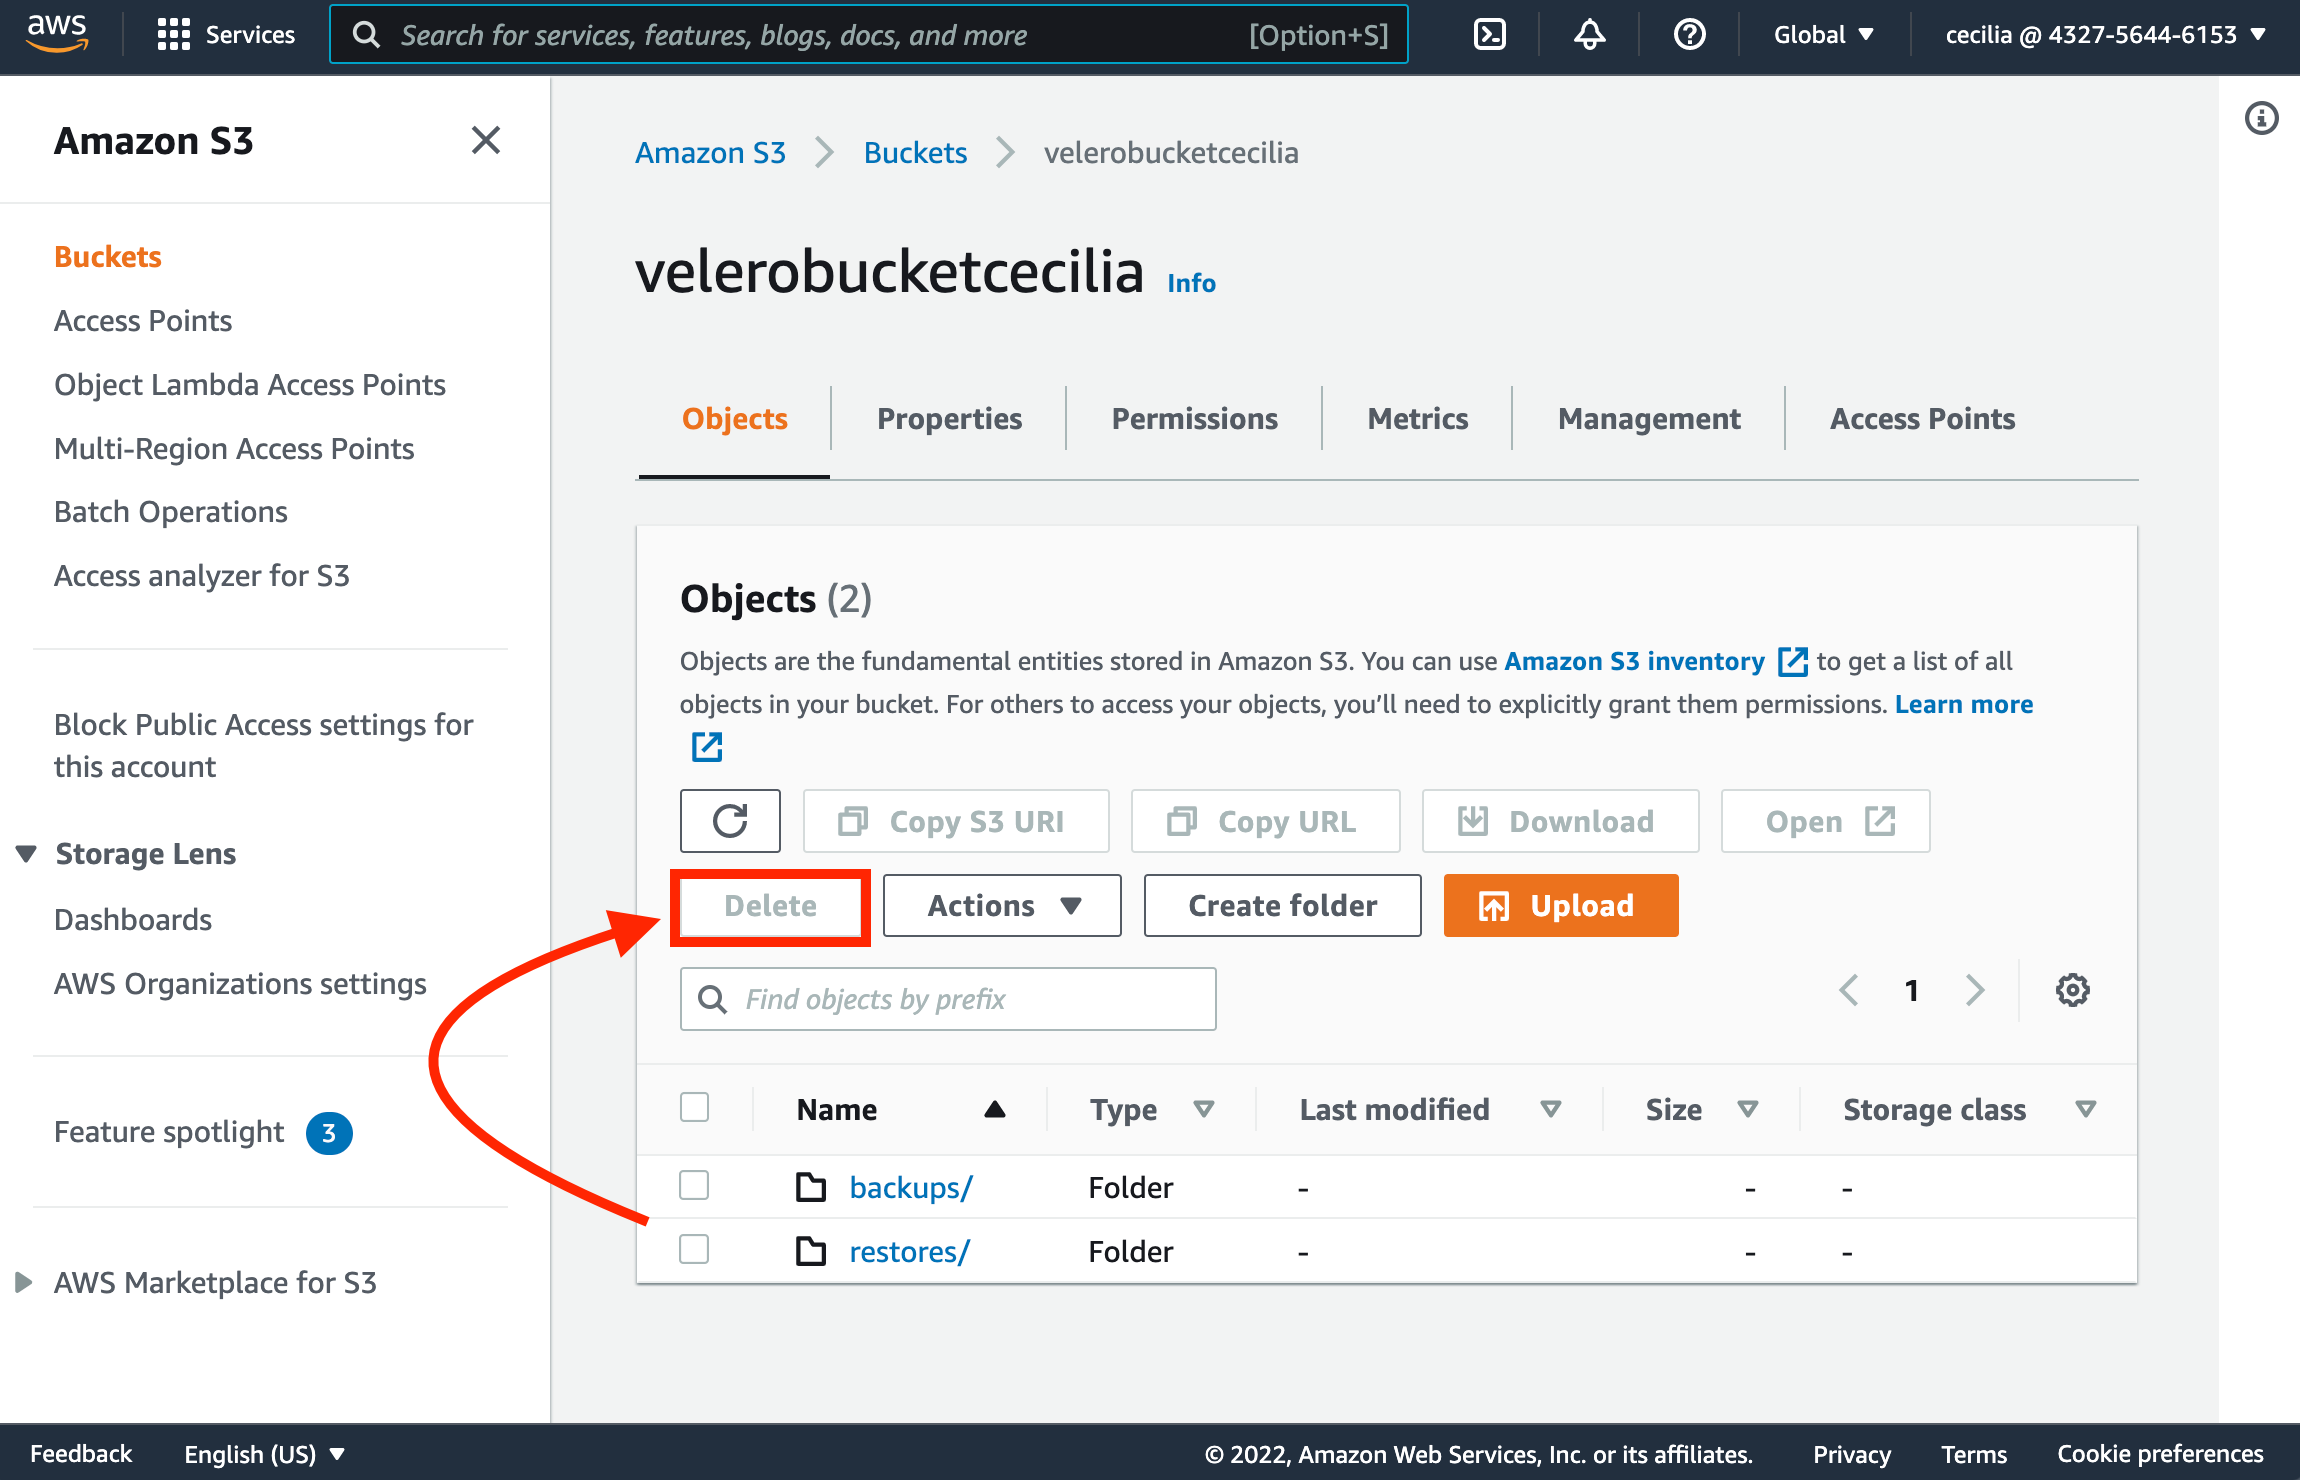 aws
Services
Search for services, features, blogs, docs, and more
[Option+S]
Global
cecilia @ 4327-5644-6153
Amazon S3
Buckets
Access Points
Object Lambda Access Points
Multi-Region Access Points
Batch Operations
Access analyzer for S3
Block Public Access settings for
this account
Storage Lens
Dashboards
AWS Organizations settings
Feature spotlight 3
AWS Marketplace for S3
Amazon S3 > Buckets > velerobucketcecilia
velerobucketcecilia Info
Objects
Properties
Permissions
Metrics
Management
Access Points
Objects (2)
Objects are the fundamental entities stored in Amazon S3. You can use Amazon S3 inventory to get a list of all
objects in your bucket. For others to access your objects, you’ll need to explicitly grant them permissions. Learn more
Copy S3 URI
Copy URL
Download
Open
Delete
Actions
Create folder
Upload
Find objects by prefix
1
Name Type Last modified Size Storage class
backups/ Folder - - -
restores/ Folder - - -
Feedback
English (US)
© 2022, Amazon Web Services, Inc. or its affiliates.
Privacy
Terms
Cookie preferences